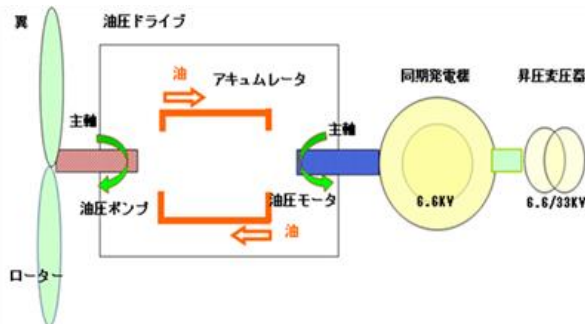 翼
油圧ドライブ
油
アキュムレータ
同期発電機
昇圧変圧器
主軸
主軸
油圧ポンプ
油圧モータ
6.6KV
6.6/33KV
油
ローター